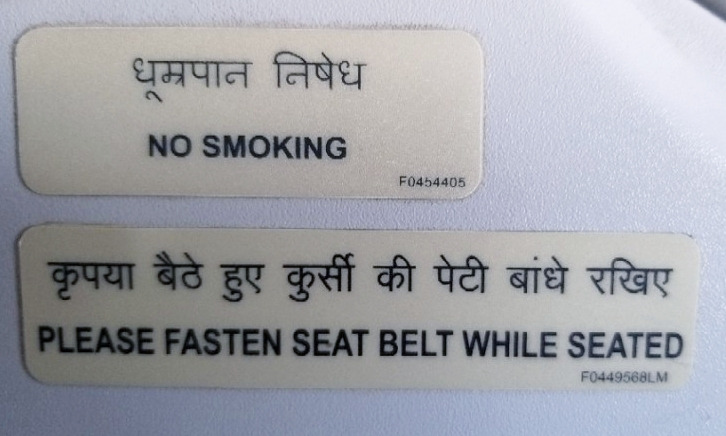 धूम्रपान निषेध
NO SMOKING
F0454405
कृपया बैठे हुए कुर्सी की पेटी बांधे रखिए
PLEASE FASTEN SEAT BELT WHILE SEATED
F0449568LM